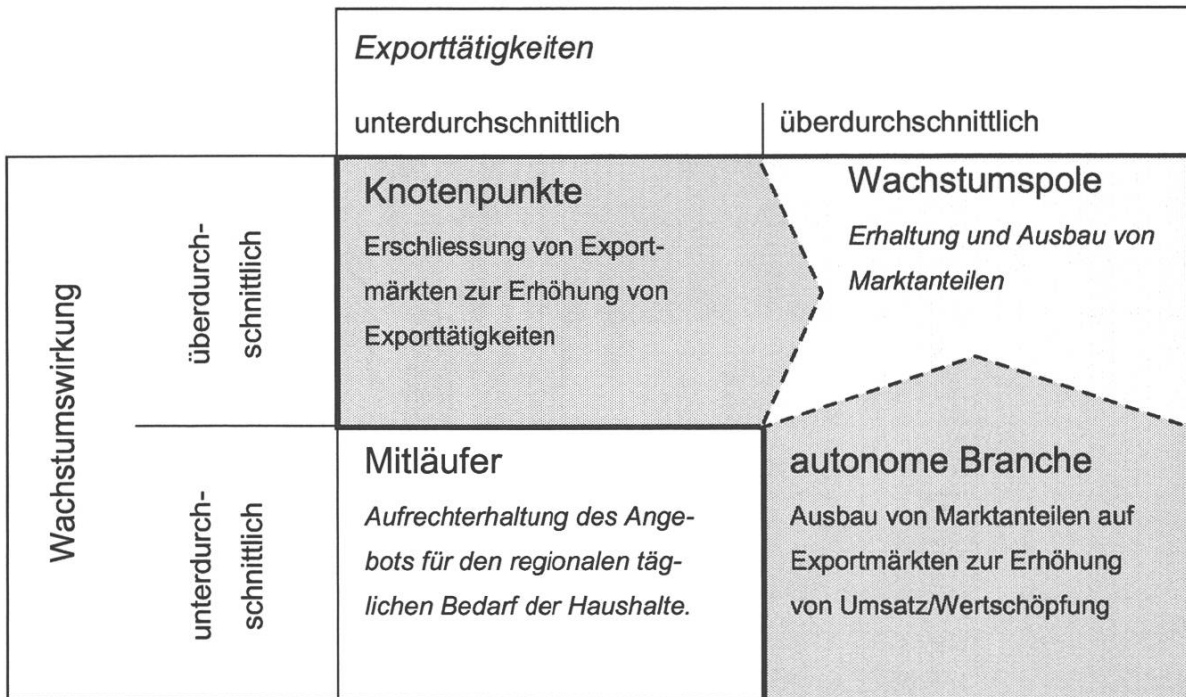 Exporttätigkeiten
unterdurchschnittlich
überdurchschnittlich
Wachstumswirkung
überdurch-
schnittlich
Knotenpunkte
Erschliessung von Export-
märkten zur Erhöhung von
Exporttätigkeiten
Wachstumspole
Erhaltung und Ausbau von
Marktanteilen
unterdurch-
schnittlich
Mitläufer
Aufrechterhaltung des Ange-
bots für den regionalen täg-
lichen Bedarf der Haushalte.
autonome Branche
Ausbau von Marktanteilen auf
Exportmärkten zur Erhöhung
von Umsatz/Wertschöpfung